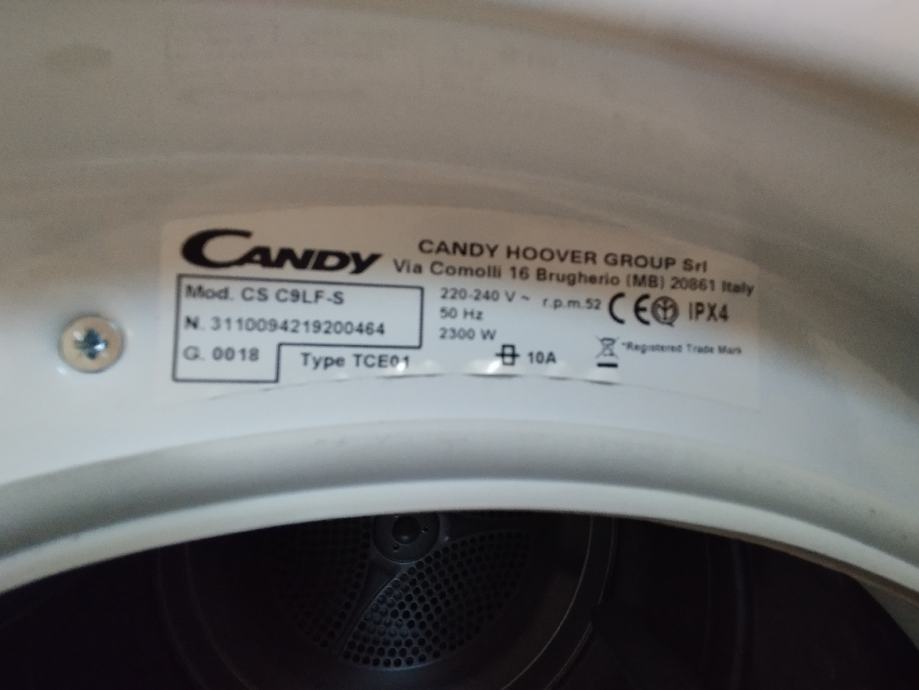 CANDY
CANDY HOOVER GROUP Srl
Via Comolli 16 Brugherio (MB) 20861 Italy
Mod. CS C9LF-S
N. 3110094219200464
G. 0018
Type TCE01
220-240 V ~ r.p.m.52
50 Hz
2300 W
10A
CE IPX4
*Registered Trade Mark